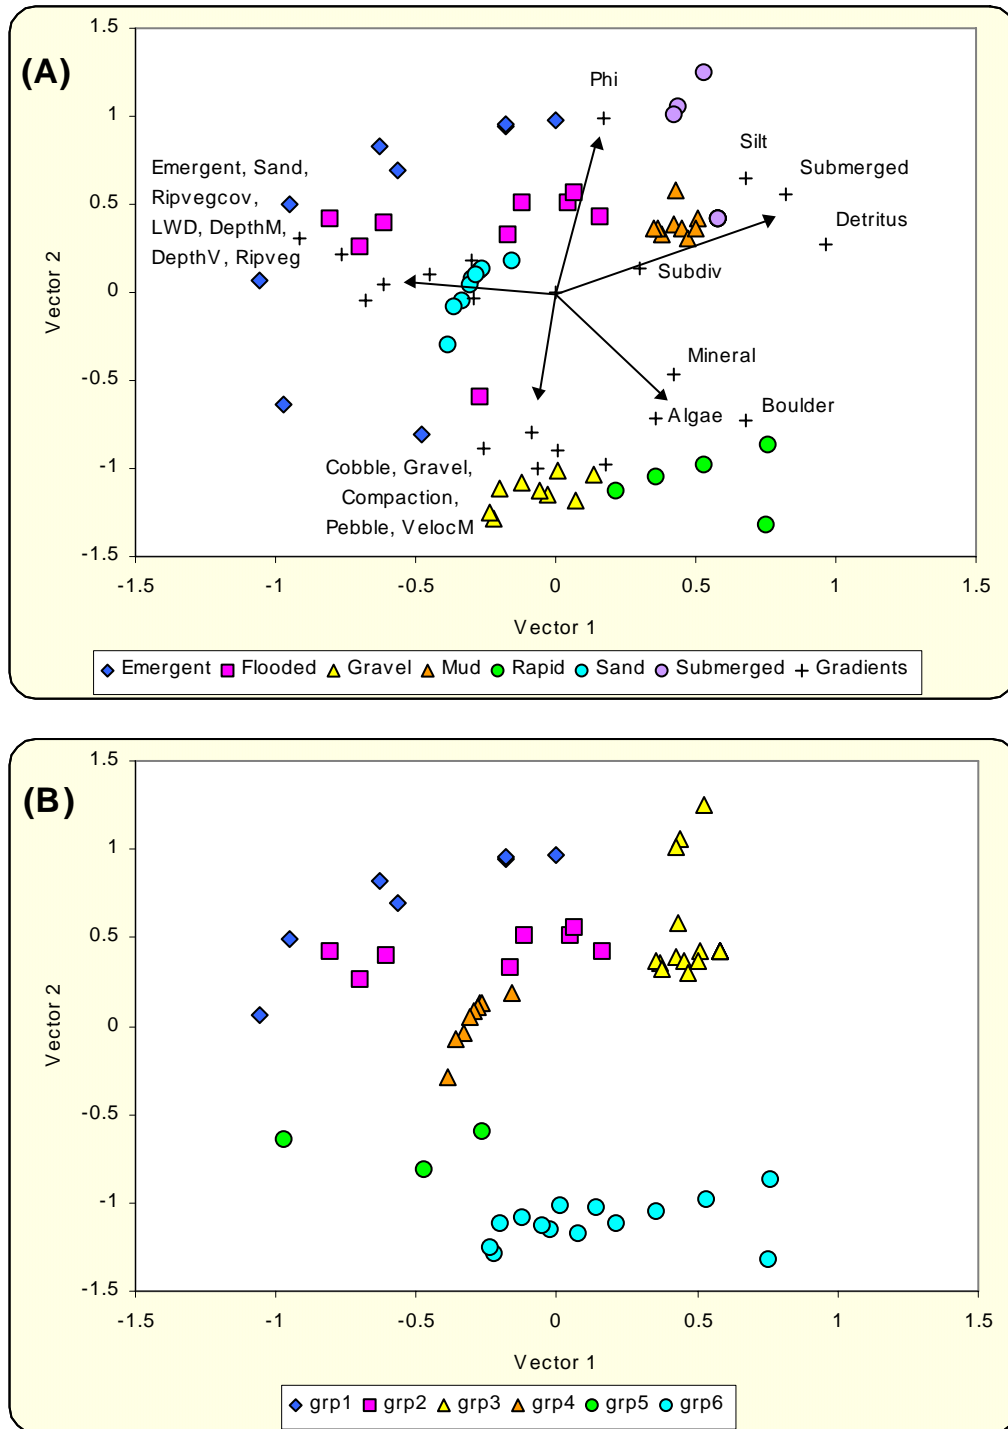 (A)
1.5
1
0.5
0
-0.5
-1
-1.5
Vector 2
Phi
Silt
Submerged
Detritus
Subdiv
Emergent, Sand,
Ripvegcov,
LWD, DepthM,
DepthV, Ripveg
Mineral
Algae
Boulder
Cobble, Gravel,
Compaction,
Pebble, VelocM
-1.5 -1 -0.5 0 0.5 1 1.5
Vector 1
Emergent Flooded Gravel Mud Rapid Sand Submerged Gradients
(B)
1.5
1
0.5
0
-0.5
-1
-1.5
Vector 2
-1.5 -1 -0.5 0 0.5 1 1.5
Vector 1
grp1 grp2 grp3 grp4 grp5 grp6